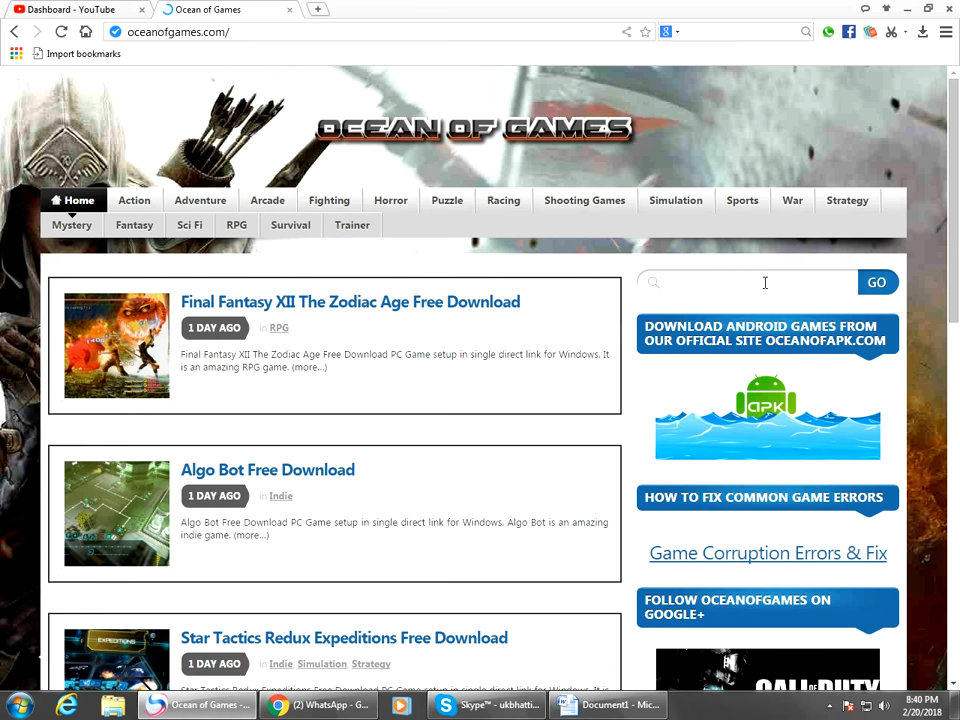 Dashboard - YouTube
Ocean of Games
oceanofgames.com/
Import bookmarks
OCEAN OF GAMES
Home Action Adventure Arcade Fighting Horror Puzzle Racing Shooting Games Simulation Sports War Strategy
Mystery Fantasy Sci Fi RPG Survival Trainer
Final Fantasy XII The Zodiac Age Free Download
1 DAY AGO in RPG
Final Fantasy XII The Zodiac Age Free Download PC Game setup in single direct link for Windows. It
is an amazing RPG game. (more...)
GO
DOWNLOAD ANDROID GAMES FROM
OUR OFFICIAL SITE OCEANOFAPK.COM
APK
Algo Bot Free Download
1 DAY AGO in Indie
Algo Bot Free Download PC Game setup in single direct link for Windows. Algo Bot is an amazing
indie game. (more...)
HOW TO FIX COMMON GAME ERRORS
Game Corruption Errors & Fix
FOLLOW OCEANOFGAMES ON
GOOGLE+
Star Tactics Redux Expeditions Free Download
1 DAY AGO in Indie Simulation Strategy
EXPEDITIONS
CALL OF DUTY
Ocean of Games -...
(2) WhatsApp - G...
Skype™ - ukbhatti...
Document1 - Mic...
8:40 PM
2/20/2018